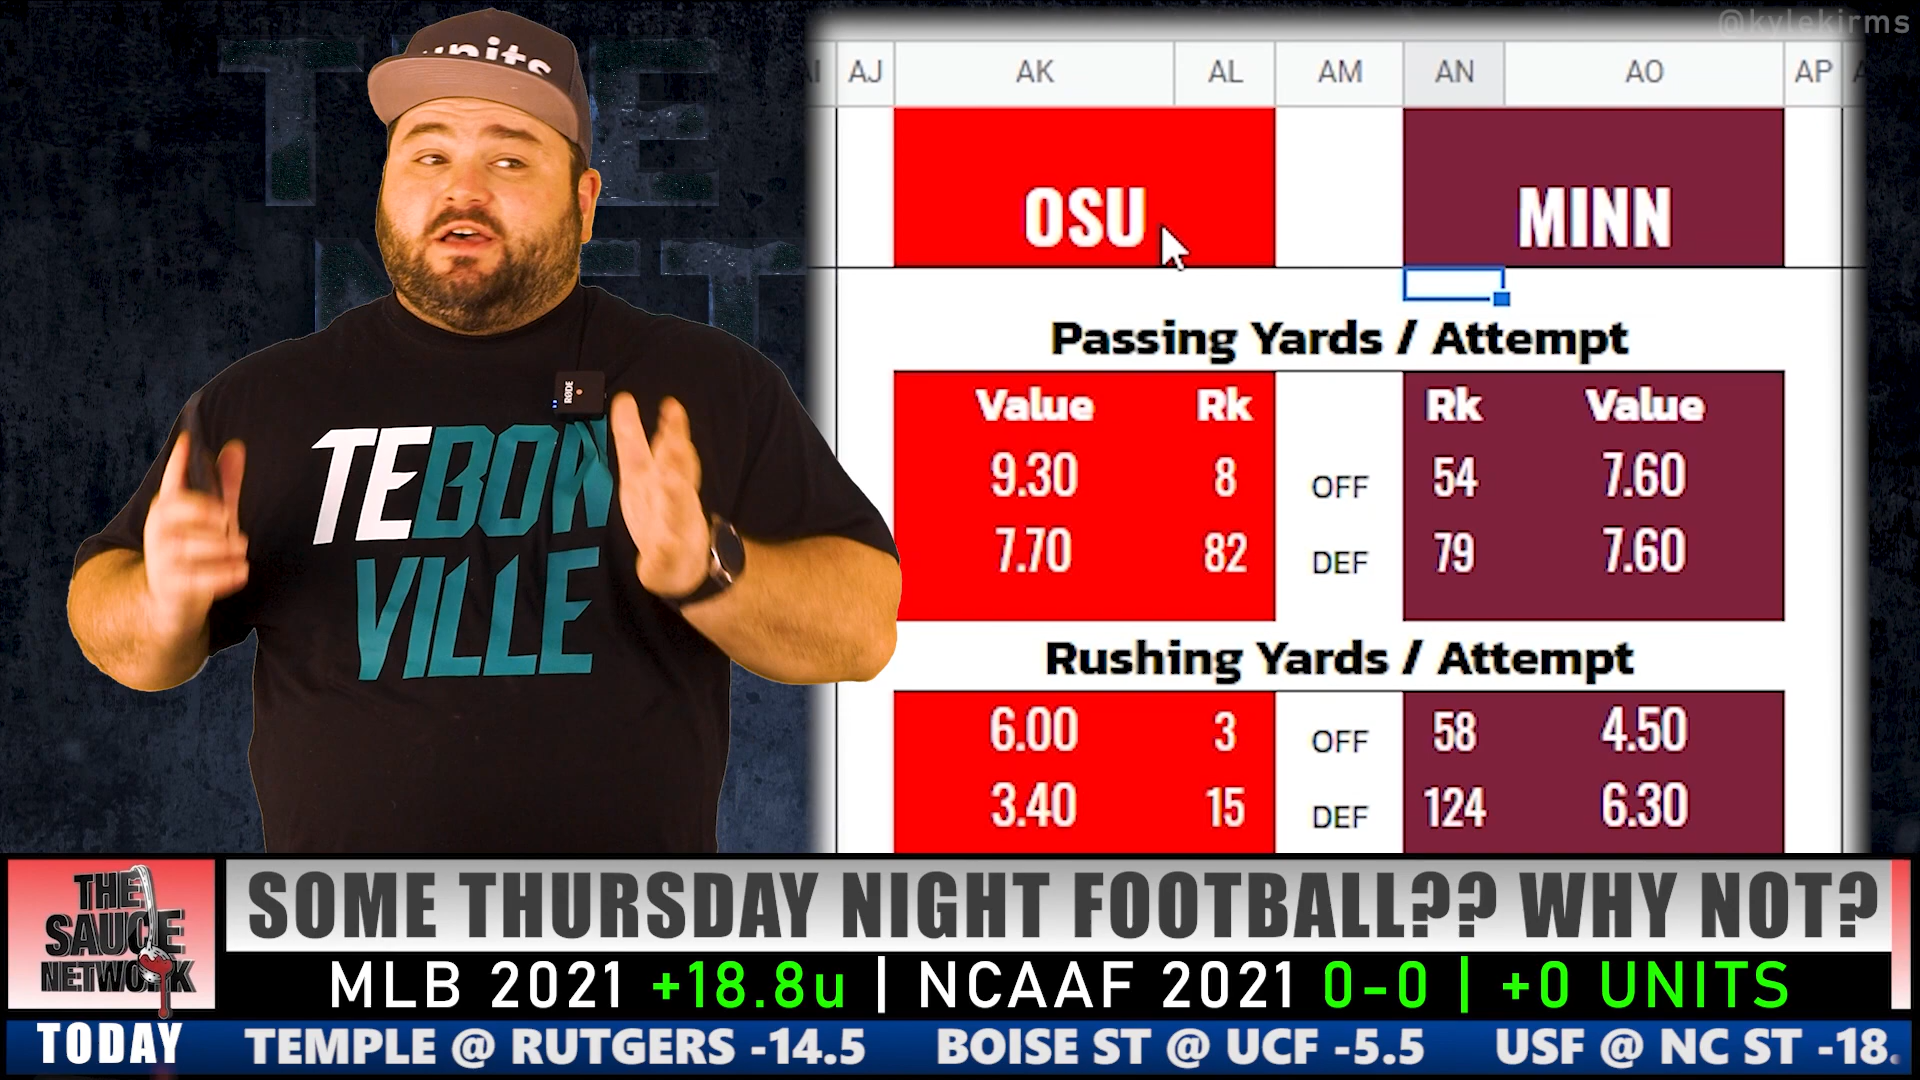 @kylekirms
units
AJ AK AL AM AN AO AP
OSU MINN
Passing Yards / Attempt
Value Rk Rk Value
9.30 8 OFF 54 7.60
7.70 82 DEF 79 7.60
Rushing Yards / Attempt
6.00 3 OFF 58 4.50
3.40 15 DEF 124 6.30
RØDE
TEBOW
VILLE
THE
SAUCE
NETWORK
SOME THURSDAY NIGHT FOOTBALL?? WHY NOT?
MLB 2021 +18.8u | NCAAF 2021 0-0 | +0 UNITS
TODAY TEMPLE @ RUTGERS -14.5 BOISE ST @ UCF -5.5 USF @ NC ST -18.